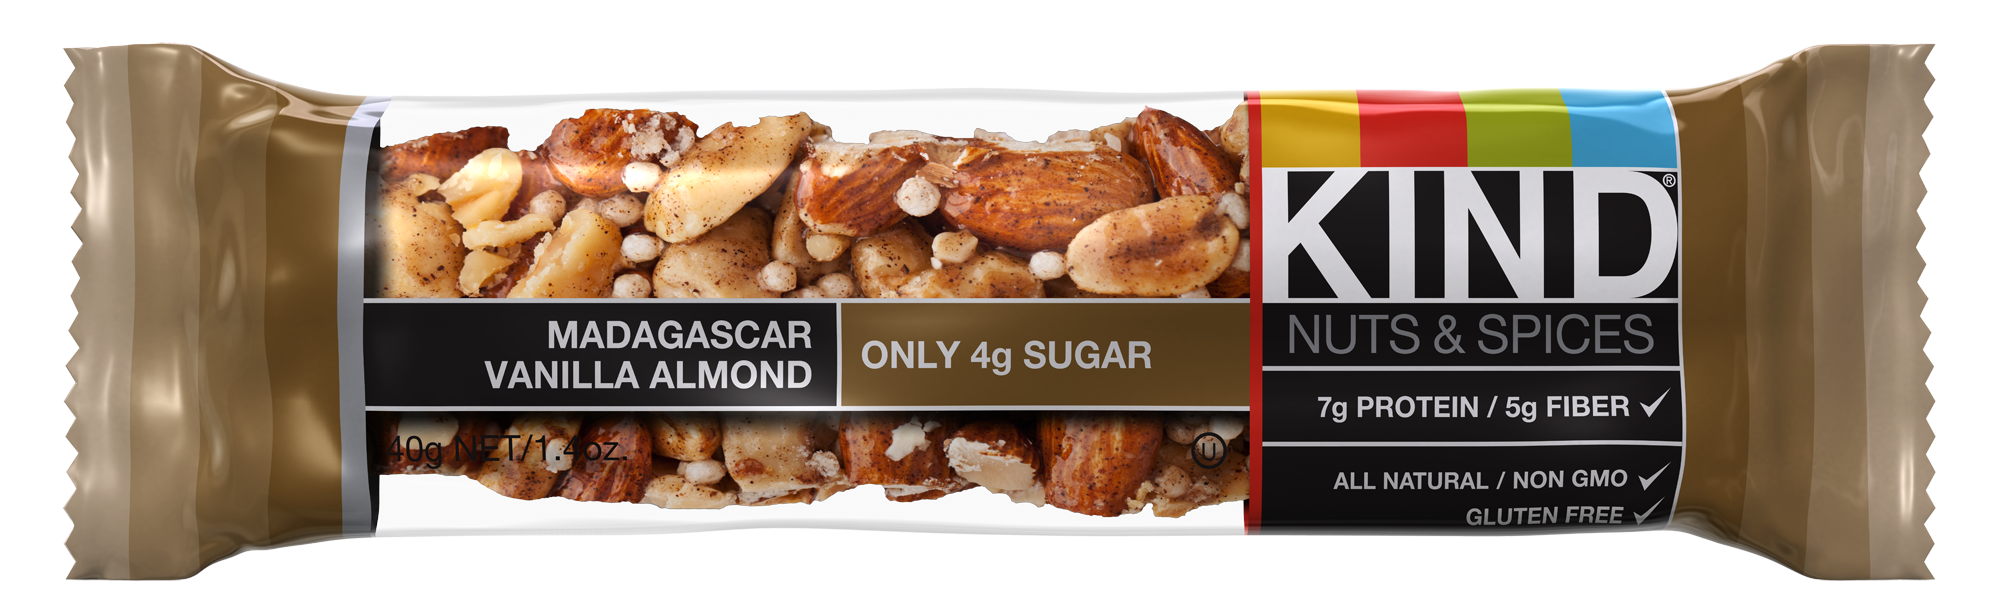 MADAGASCAR
VANILLA ALMOND
ONLY 4g SUGAR
40g NET/1.4oz.
U
KIND®
NUTS & SPICES
7g PROTEIN / 5g FIBER ✓
ALL NATURAL / NON GMO ✓
GLUTEN FREE ✓